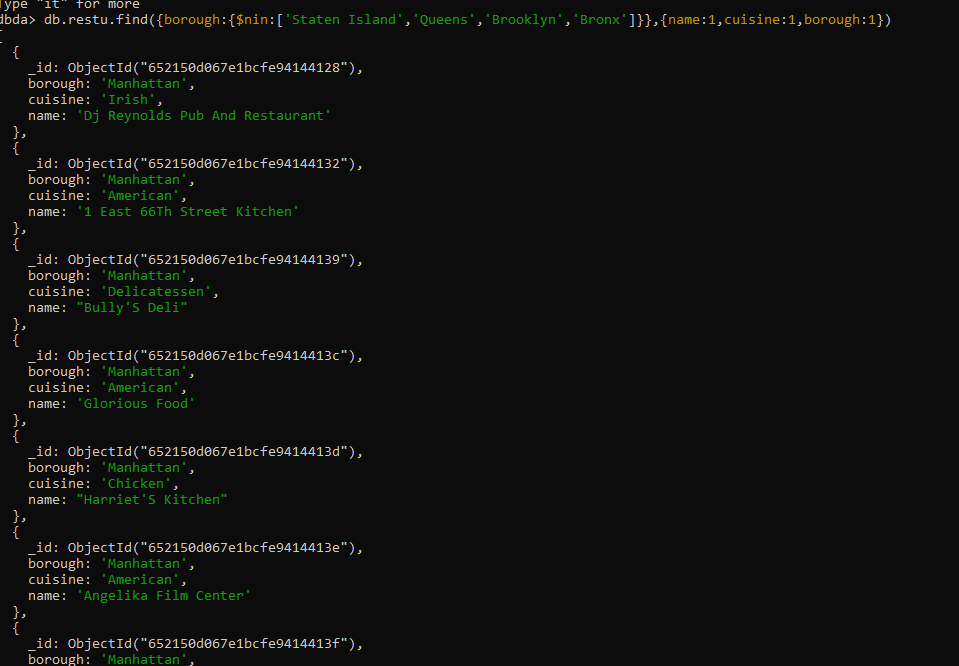 Type "it" for more
dbda> db.restu.find({borough:{$nin:['Staten Island','Queens','Brooklyn','Bronx']}},{name:1,cuisine:1,borough:1})
[
  {
    _id: ObjectId("652150d067e1bcfe94144128"),
    borough: 'Manhattan',
    cuisine: 'Irish',
    name: 'Dj Reynolds Pub And Restaurant'
  },
  {
    _id: ObjectId("652150d067e1bcfe94144132"),
    borough: 'Manhattan',
    cuisine: 'American',
    name: '1 East 66Th Street Kitchen'
  },
  {
    _id: ObjectId("652150d067e1bcfe94144139"),
    borough: 'Manhattan',
    cuisine: 'Delicatessen',
    name: "Bully'S Deli"
  },
  {
    _id: ObjectId("652150d067e1bcfe9414413c"),
    borough: 'Manhattan',
    cuisine: 'American',
    name: 'Glorious Food'
  },
  {
    _id: ObjectId("652150d067e1bcfe9414413d"),
    borough: 'Manhattan',
    cuisine: 'Chicken',
    name: "Harriet'S Kitchen"
  },
  {
    _id: ObjectId("652150d067e1bcfe9414413e"),
    borough: 'Manhattan',
    cuisine: 'American',
    name: 'Angelika Film Center'
  },
  {
    _id: ObjectId("652150d067e1bcfe9414413f"),
    borough: 'Manhattan',